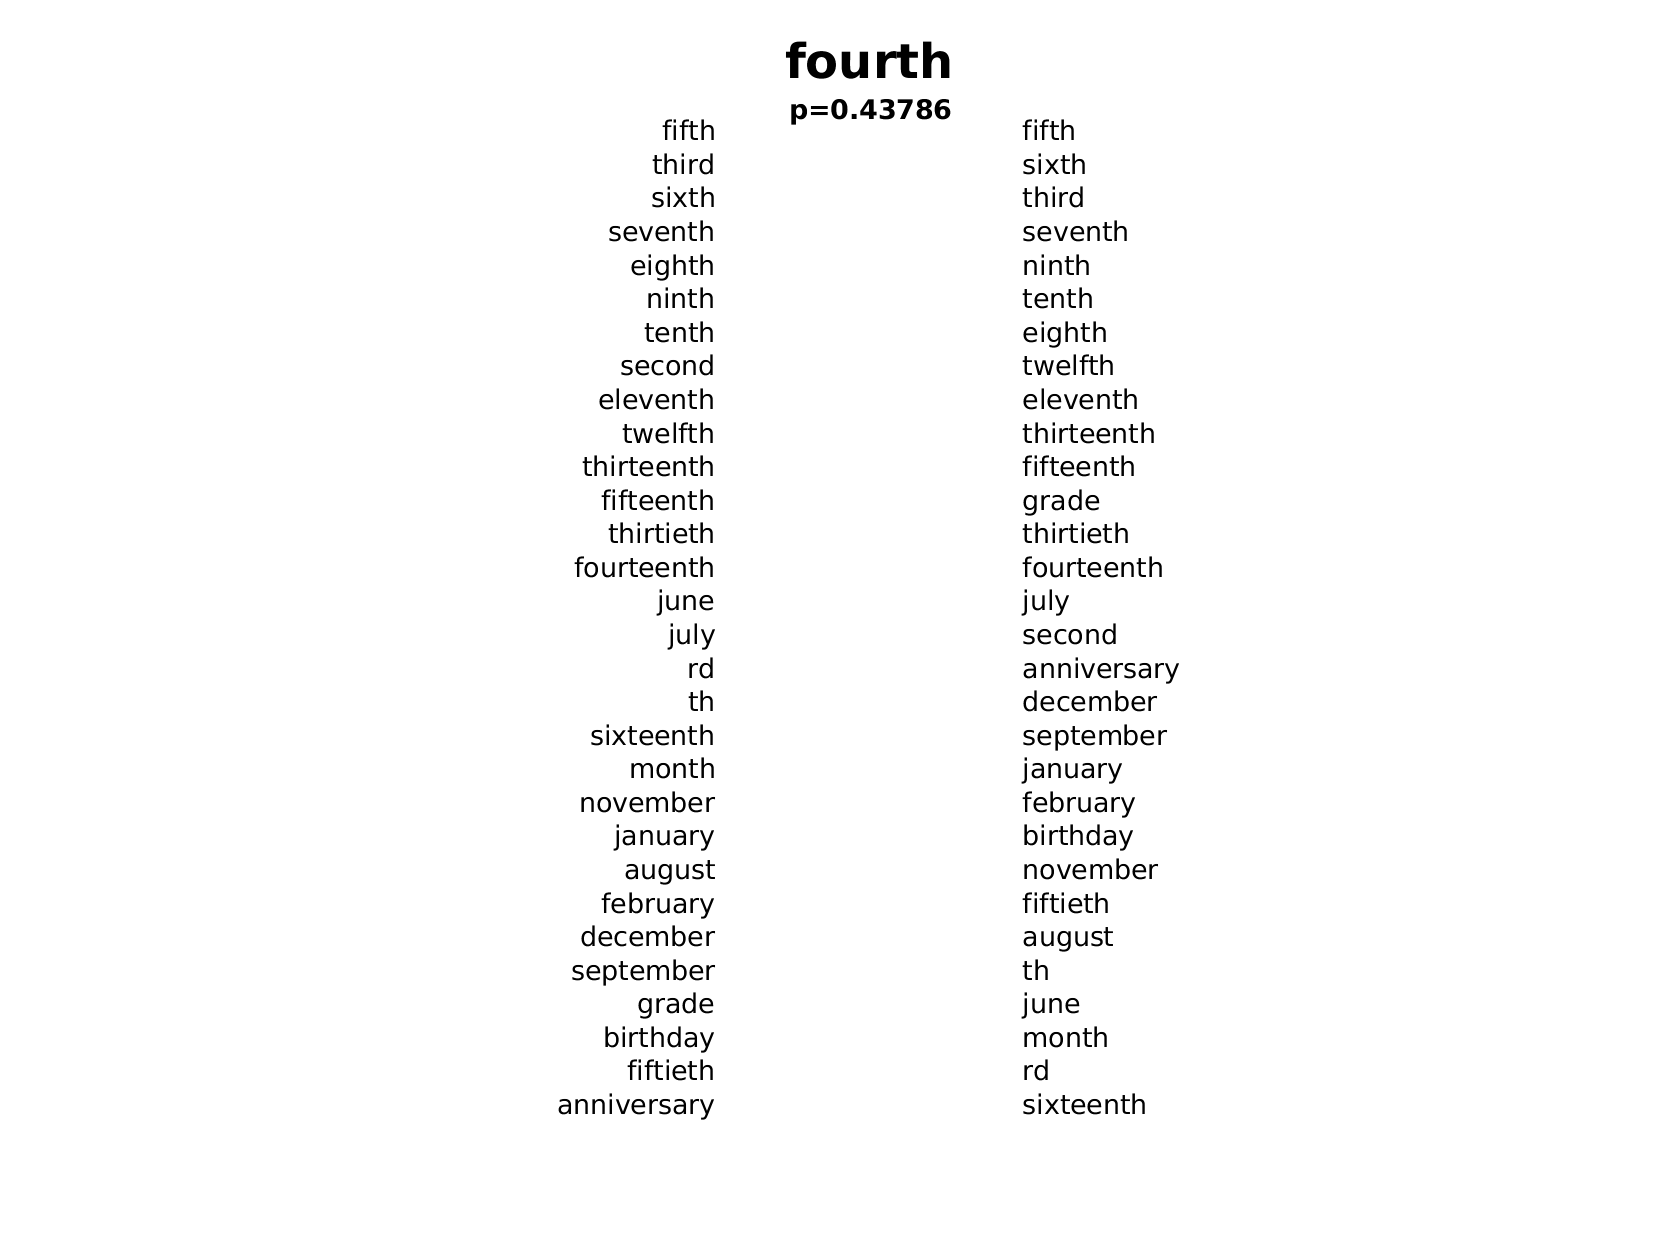 fourth
p=0.43786
fifth fifth
third sixth
sixth third
seventh seventh
eighth ninth
ninth tenth
tenth eighth
second twelfth
eleventh eleventh
twelfth thirteenth
thirteenth fifteenth
fifteenth grade
thirtieth thirtieth
fourteenth fourteenth
june july
july second
rd anniversary
th december
sixteenth september
month january
november february
january birthday
august november
february fiftieth
december august
september th
grade june
birthday month
fiftieth rd
anniversary sixteenth